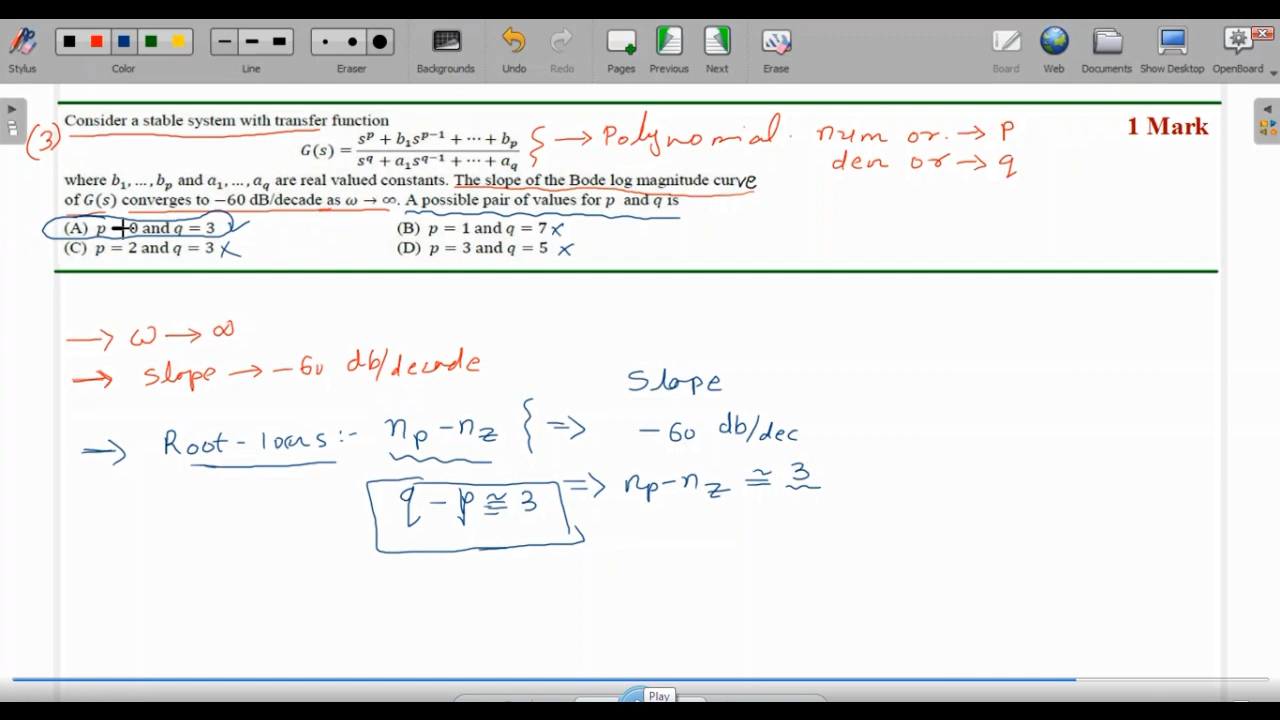 Stylus Color Line Eraser Backgrounds Undo Redo Pages Previous Next Erase Board Web Documents Show Desktop OpenBoard
(3) Consider a stable system with transfer function
G(s) = (s^p + b₁s^(p−1) + ⋯ + b_p) / (s^q + a₁s^(q−1) + ⋯ + a_q) } → Polynomial. num or. → p
den or → q
1 Mark
where b₁, …, b_p and a₁, …, a_q are real valued constants. The slope of the Bode log magnitude curve
of G(s) converges to −60 dB/decade as ω → ∞. A possible pair of values for p and q is
(A) p = 0 and q = 3 ✓ (B) p = 1 and q = 7 x
(C) p = 2 and q = 3 x (D) p = 3 and q = 5 x
→ ω → ∞
→ slope → −60 db/decade
Slope
→ Root-locus :- n_p − n_z } ⇒ −60 db/dec
q − p ≅ 3 ⇒ n_p − n_z ≅ 3
Play